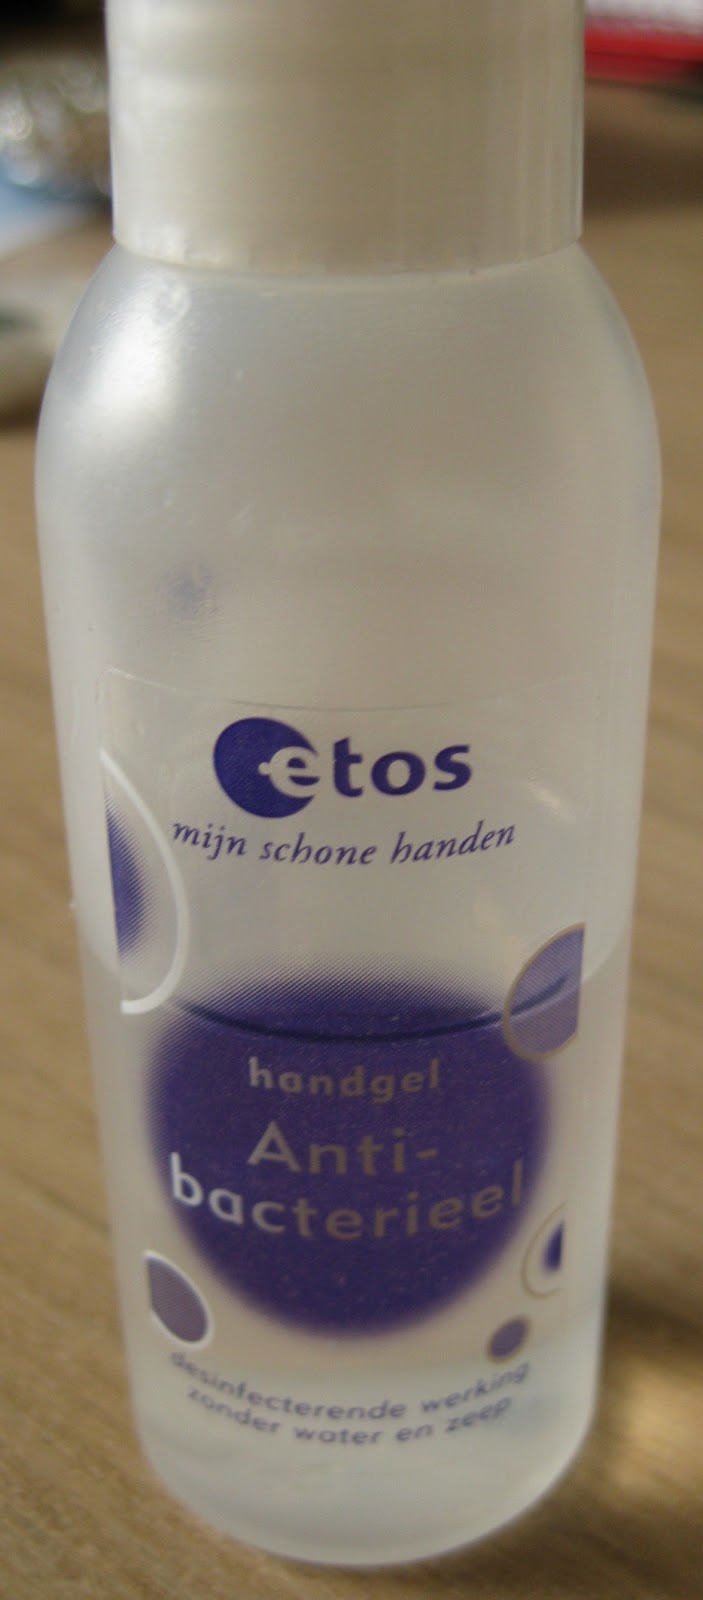 etos
mijn schone handen
handgel
Anti-
bacterieel
desinfecterende werking
zonder water en zeep